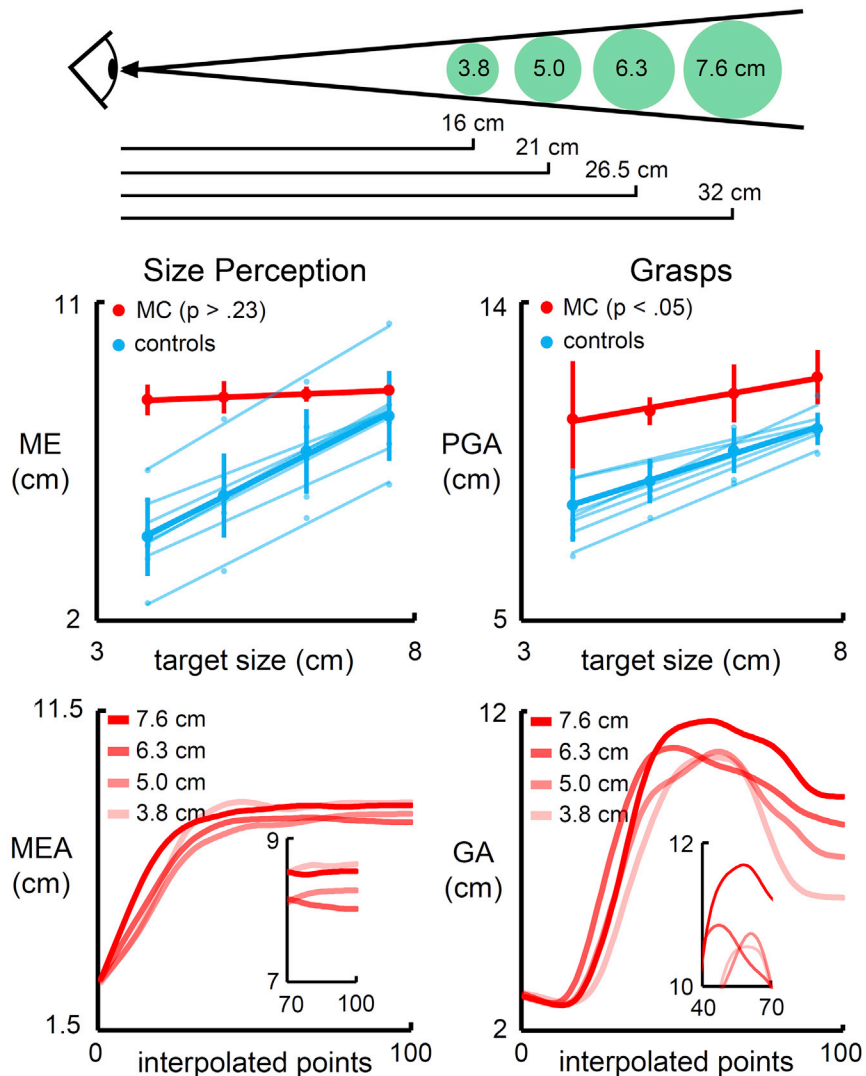 3.8 5.0 6.3 7.6 cm
16 cm
21 cm
26.5 cm
32 cm
Size Perception
11
MC (p > .23)
controls
ME
(cm)
2
3
target size (cm)
8
Grasps
14
MC (p < .05)
controls
PGA
(cm)
5
3
target size (cm)
8
11.5
7.6 cm
6.3 cm
5.0 cm
3.8 cm
MEA
(cm)
9
7
70
100
1.5
0
interpolated points
100
12
7.6 cm
6.3 cm
5.0 cm
3.8 cm
GA
(cm)
12
10
40
70
2
0
interpolated points
100